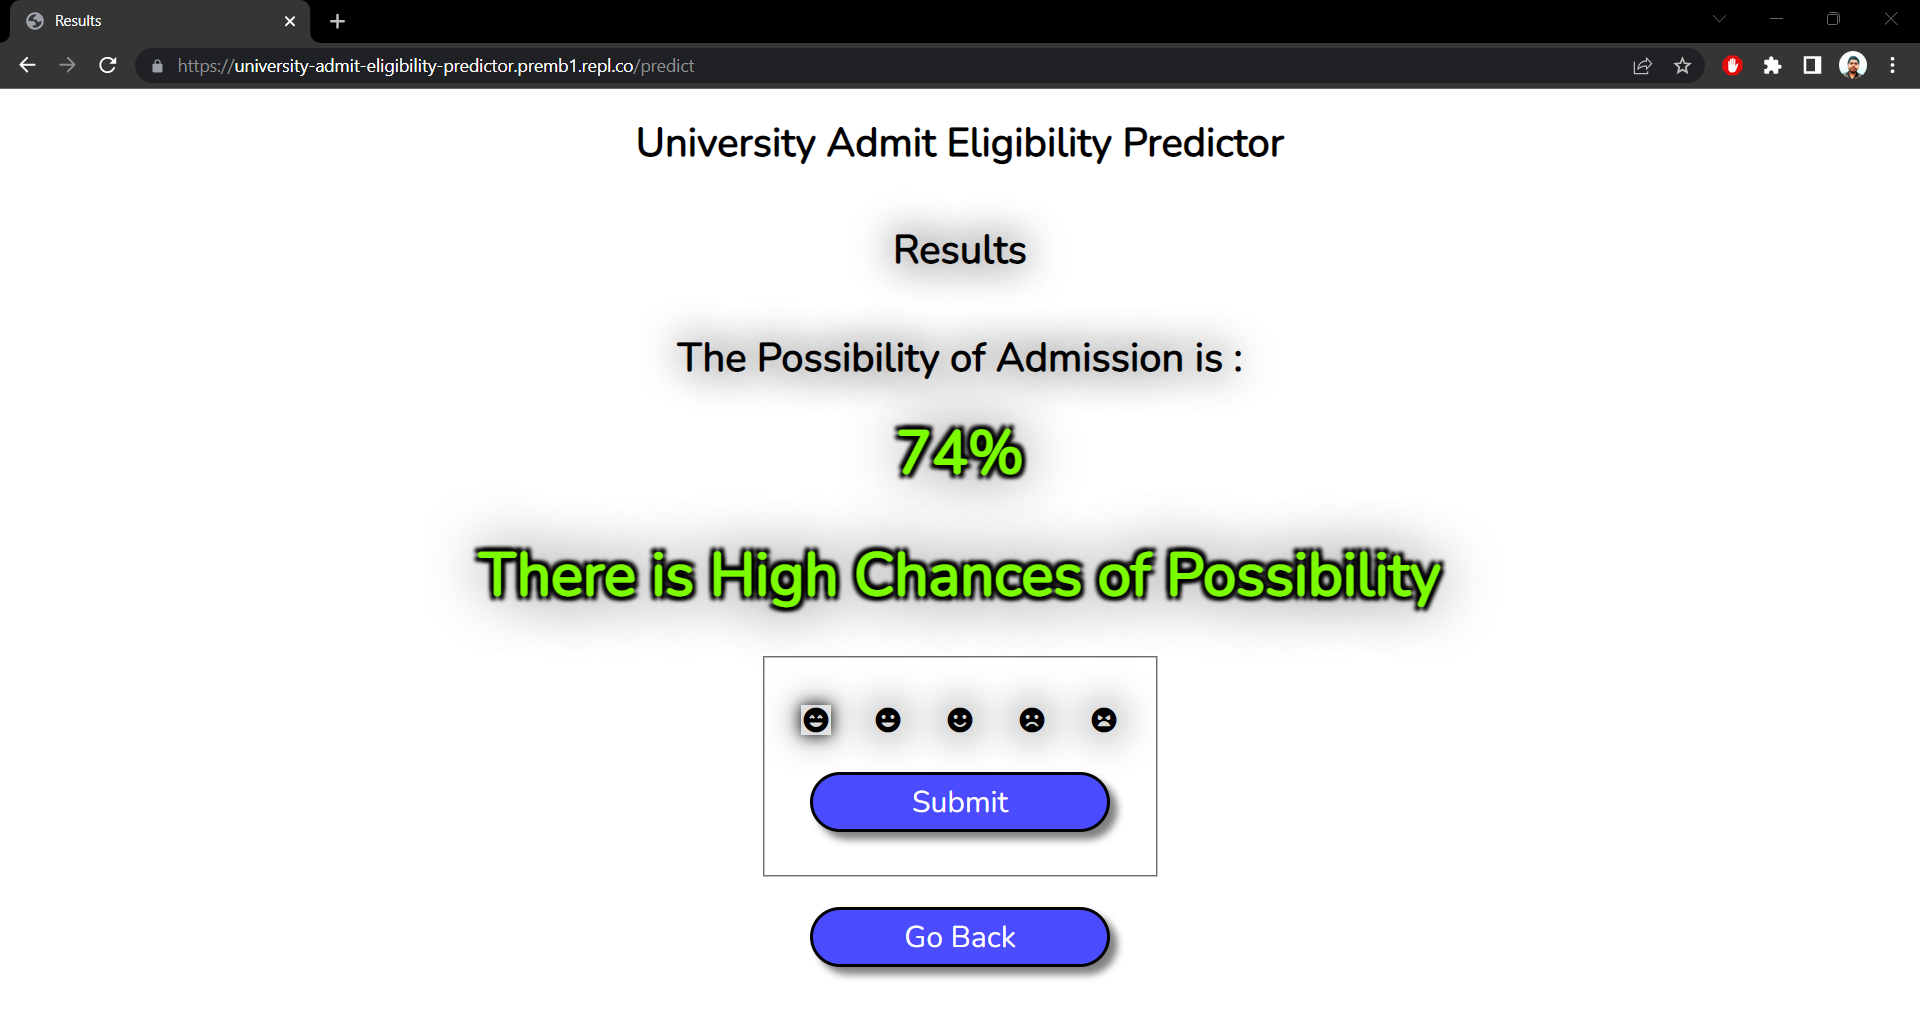 Results
https://university-admit-eligibility-predictor.premb1.repl.co/predict
University Admit Eligibility Predictor
Results
The Possibility of Admission is :
74%
There is High Chances of Possibility
Submit
Go Back